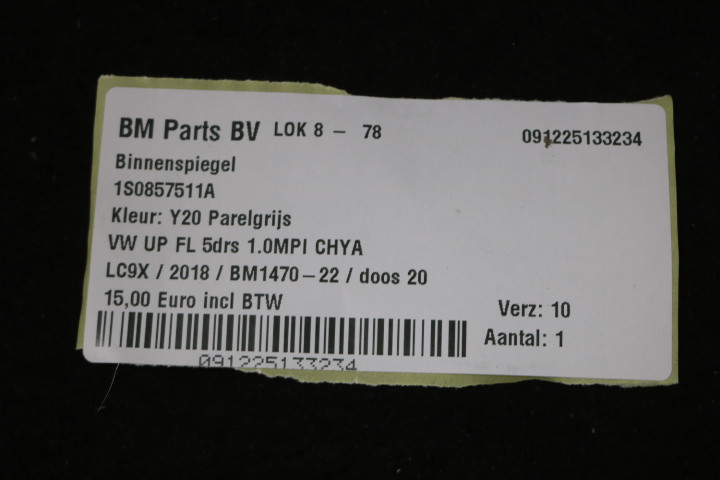 BM Parts BV LOK 8 - 78 091225133234
Binnenspiegel
1S0857511A
Kleur: Y20 Parelgrijs
VW UP FL 5drs 1.0MPI CHYA
LC9X / 2018 / BM1470-22 / doos 20
15,00 Euro incl BTW Verz: 10
Aantal: 1
091225133234